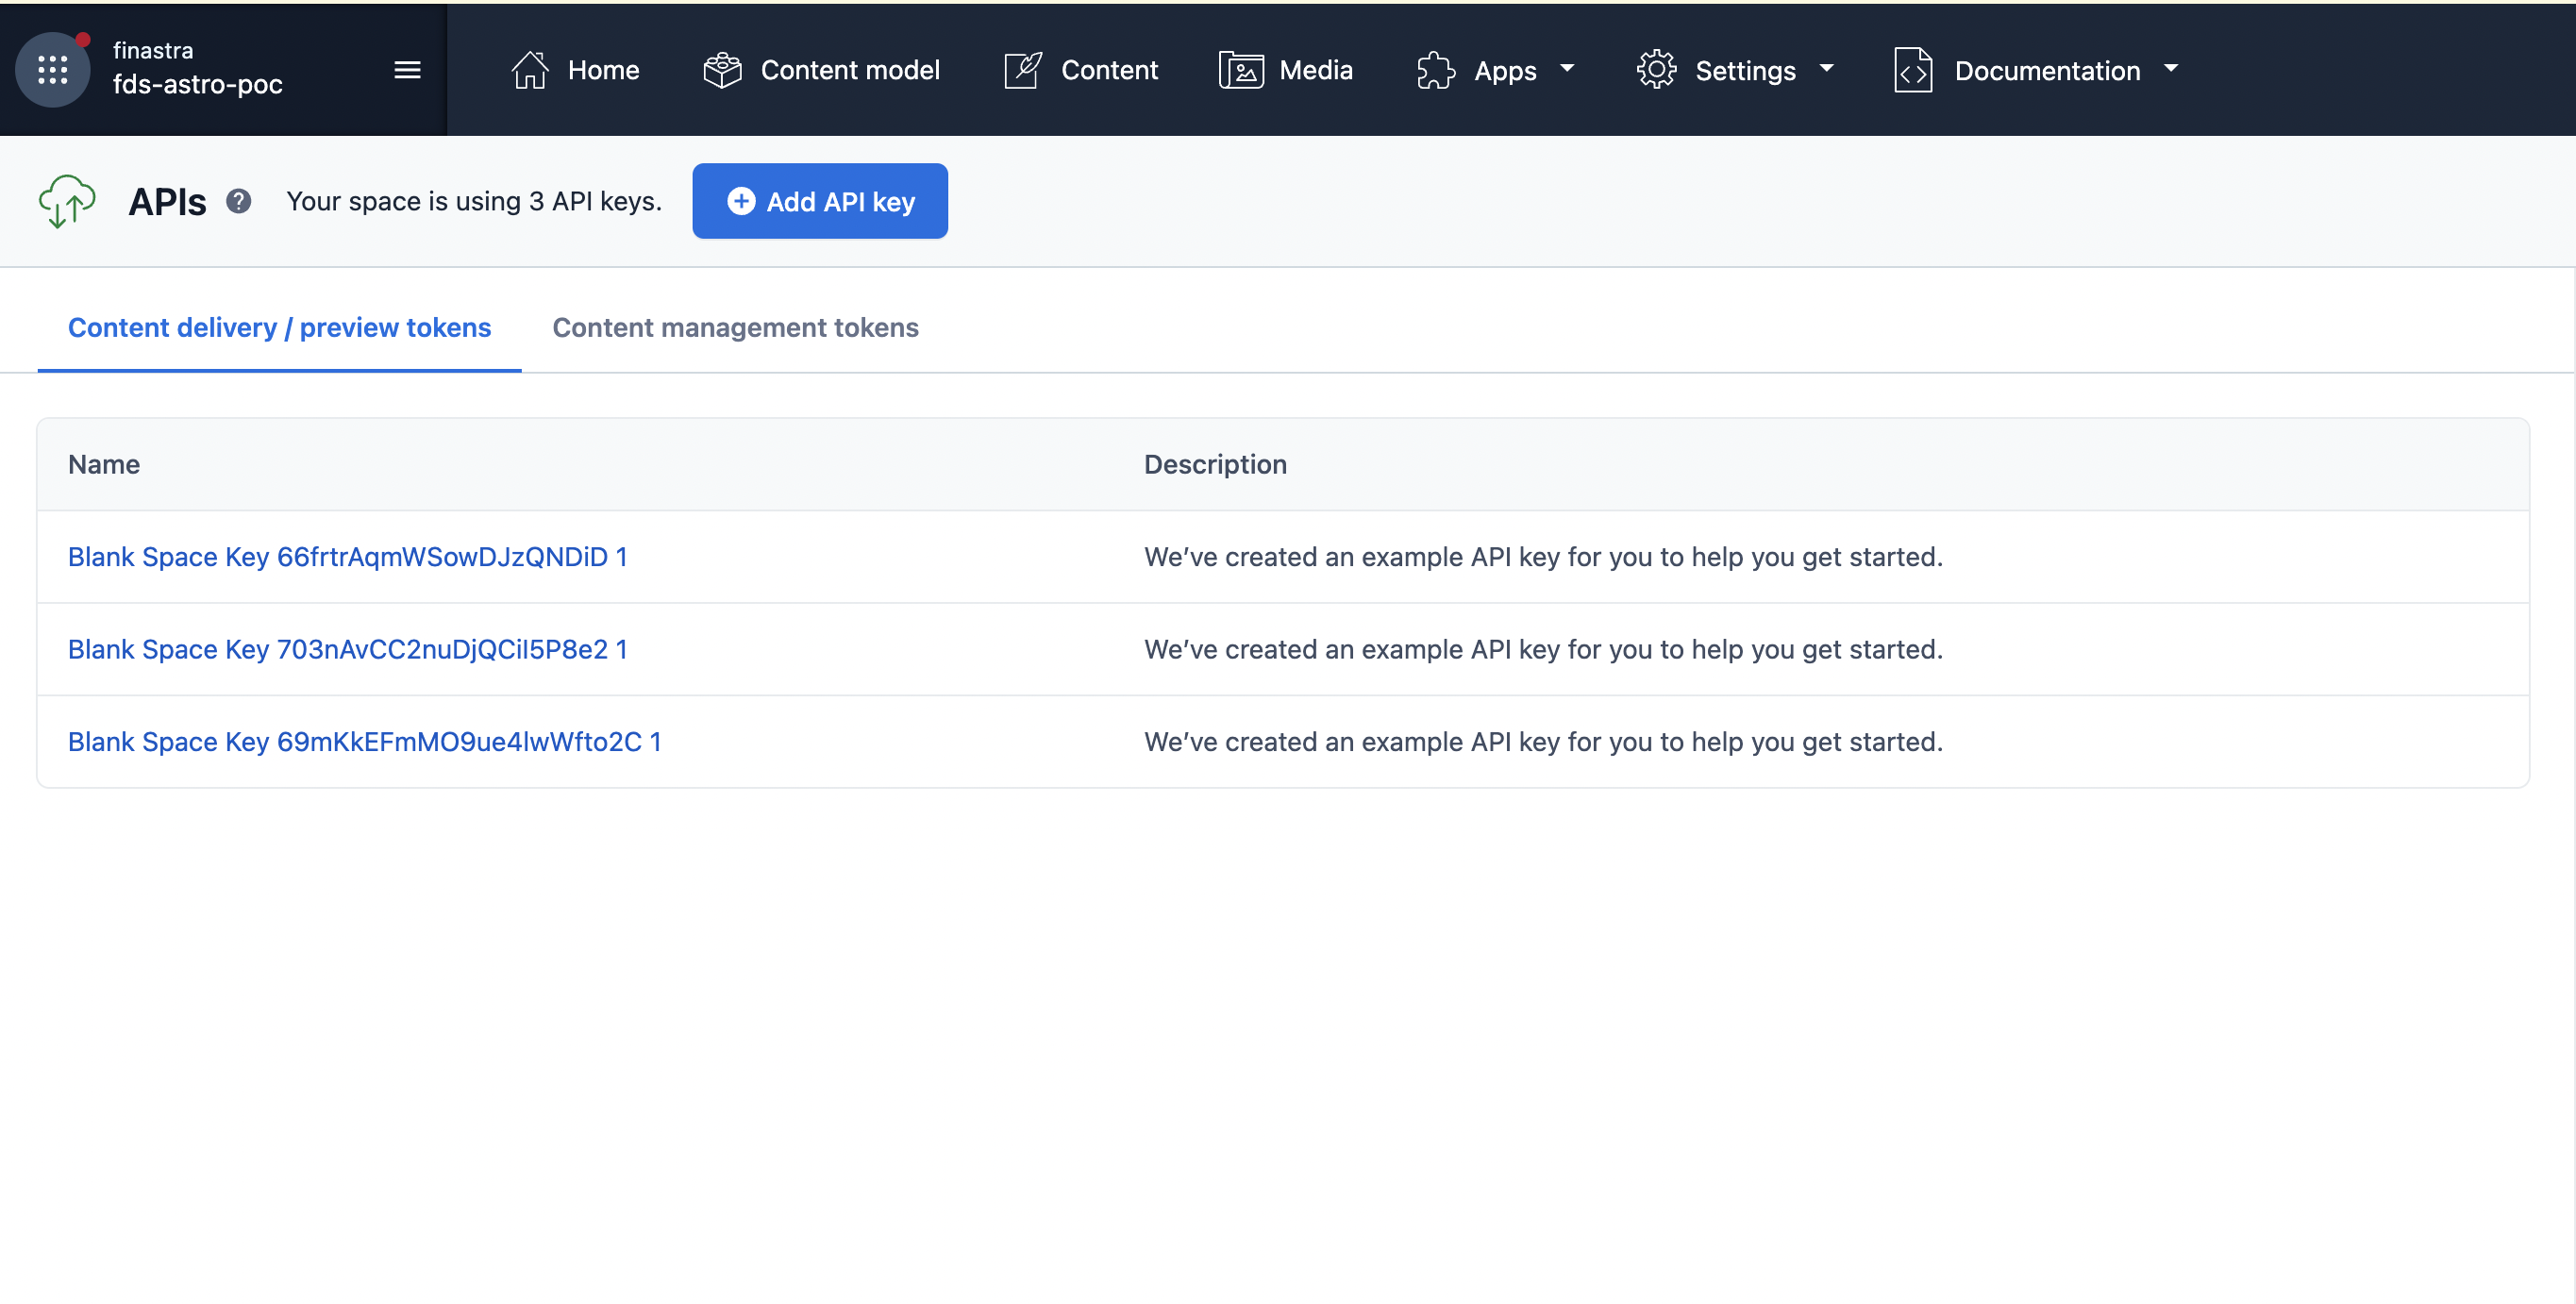 finastra
fds-astro-poc
Home
Content model
Content
Media
Apps
Settings
Documentation
APIs
?
Your space is using 3 API keys.
Add API key
Content delivery / preview tokens
Content management tokens
Name
Description
Blank Space Key 66frtrAqmWSowDJzQNDiD 1
We’ve created an example API key for you to help you get started.
Blank Space Key 703nAvCC2nuDjQCiI5P8e2 1
We’ve created an example API key for you to help you get started.
Blank Space Key 69mKkEFmMO9ue4lwWfto2C 1
We’ve created an example API key for you to help you get started.